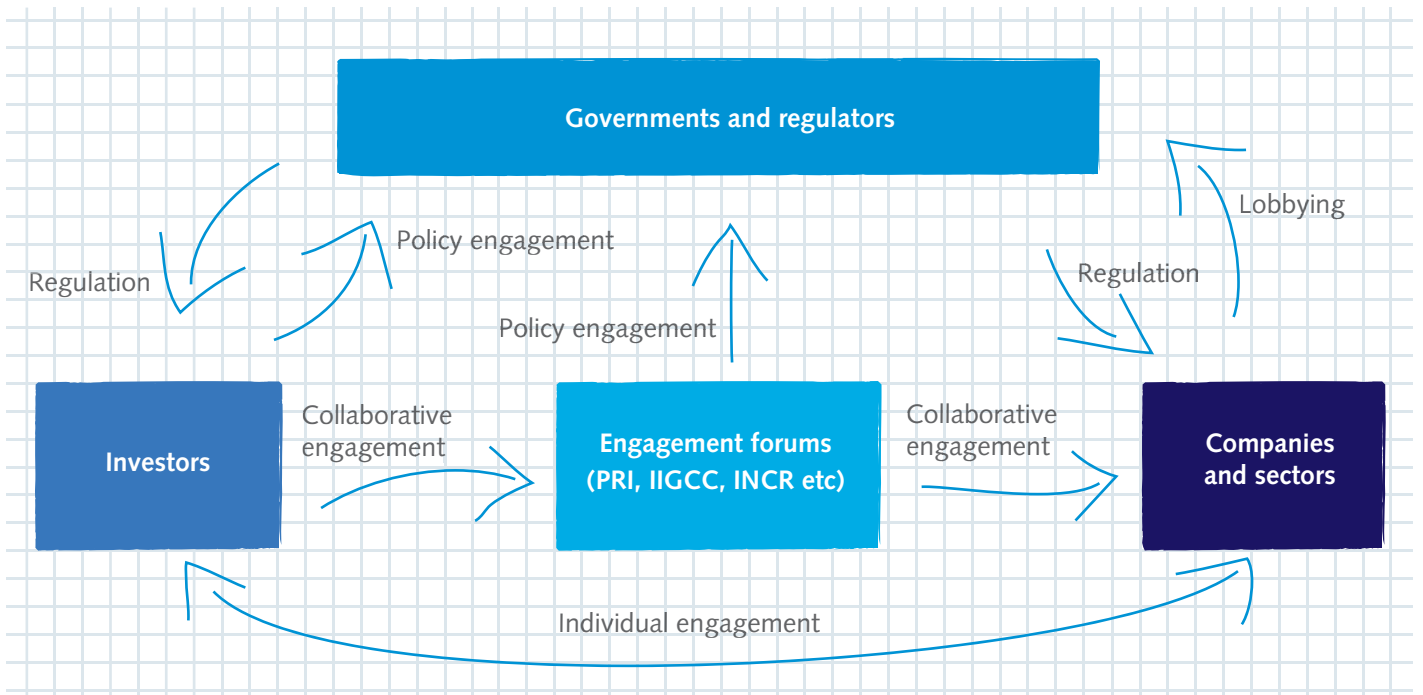 Governments and regulators
Lobbying
Policy engagement
Regulation
Regulation
Policy engagement
Investors
Collaborative
engagement
Engagement forums
(PRI, IIGCC, INCR etc)
Collaborative
engagement
Companies
and sectors
Individual engagement